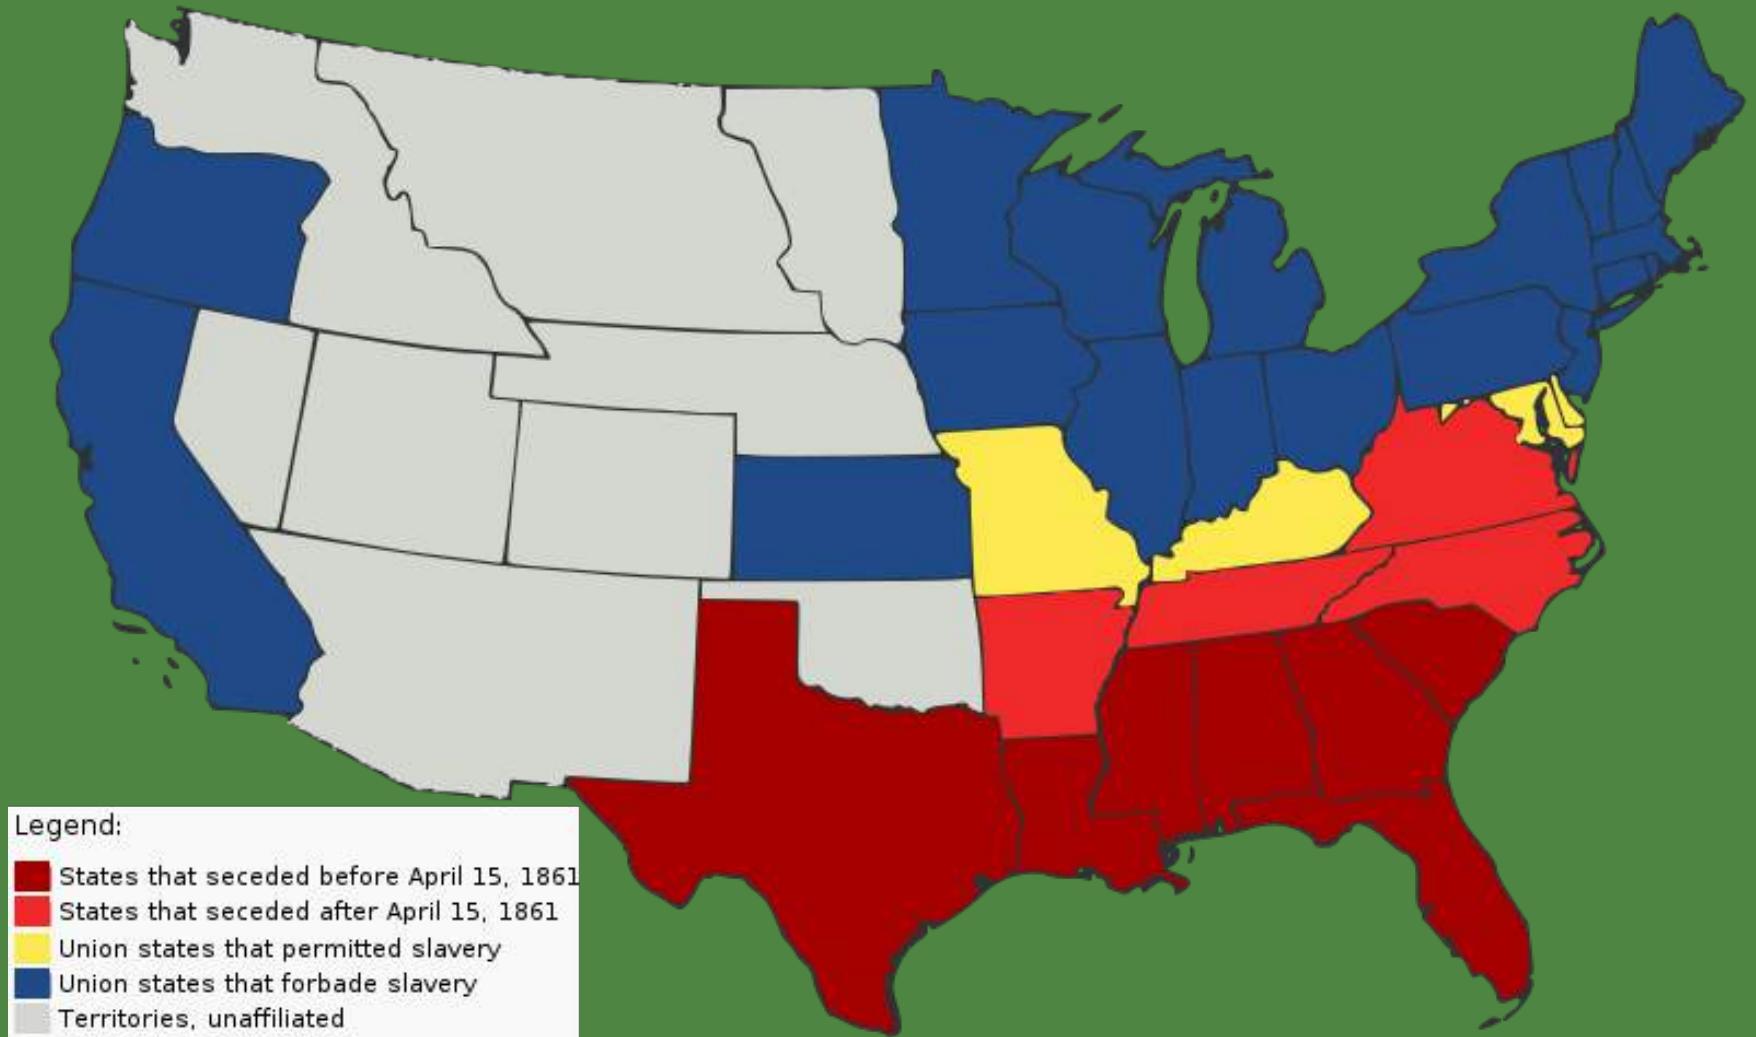 Legend:
States that seceded before April 15, 1861
States that seceded after April 15, 1861
Union states that permitted slavery
Union states that forbade slavery
Territories, unaffiliated